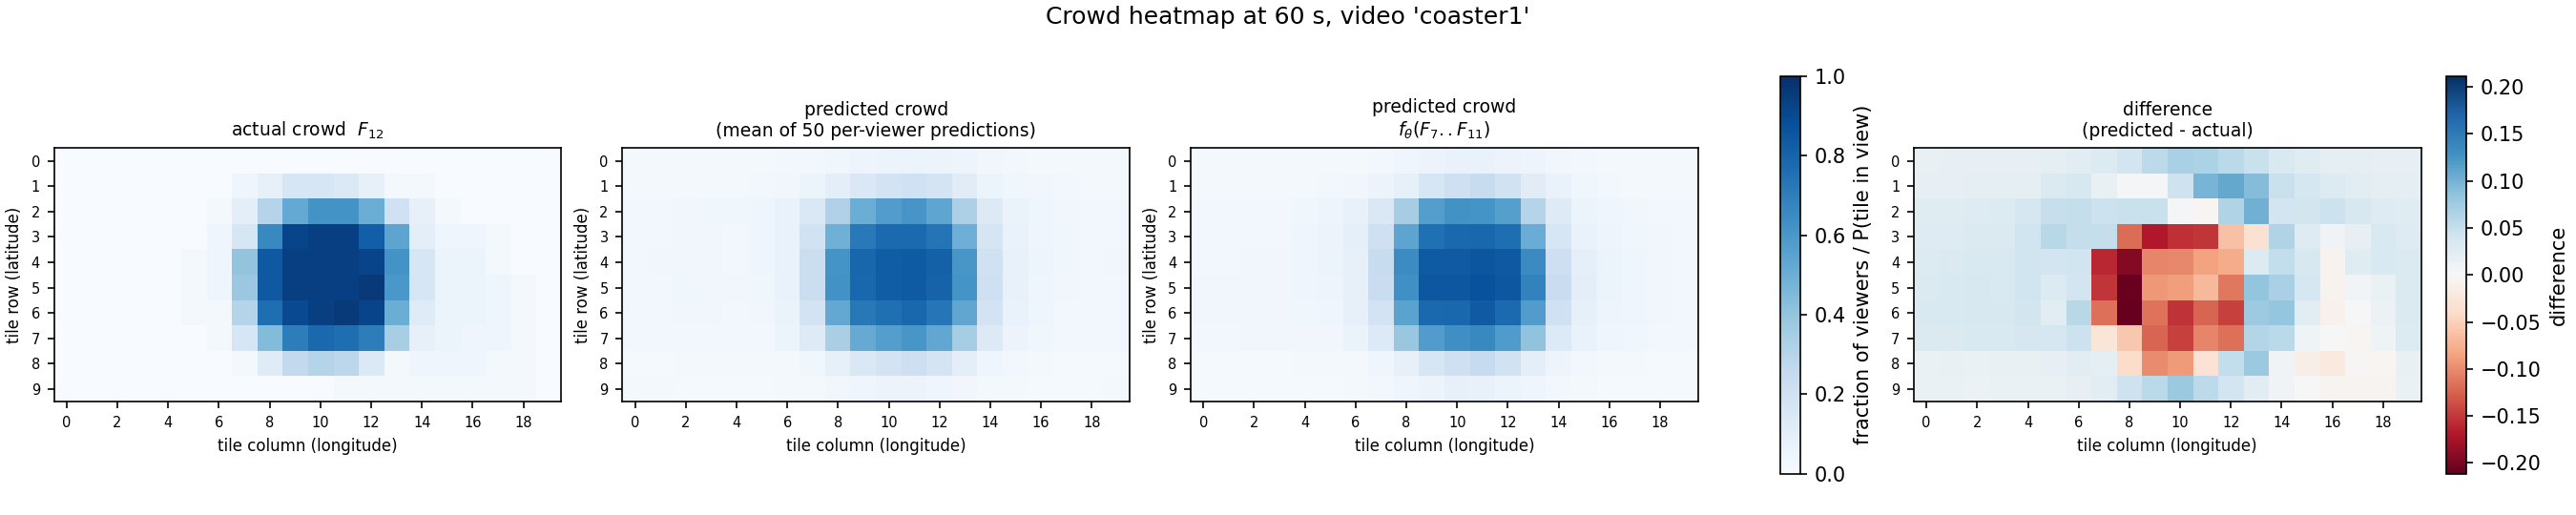 Crowd heatmap at 60 s, video 'coaster1'
actual crowd F₁₂
0
1
2
3
4
5
6
7
8
9
tile row (latitude)
0 2 4 6 8 10 12 14 16 18
tile column (longitude)
predicted crowd
(mean of 50 per-viewer predictions)
0
1
2
3
4
5
6
7
8
9
tile row (latitude)
0 2 4 6 8 10 12 14 16 18
tile column (longitude)
predicted crowd
f_θ(F₇..F₁₁)
0
1
2
3
4
5
6
7
8
9
tile row (latitude)
0 2 4 6 8 10 12 14 16 18
tile column (longitude)
1.0
0.8
0.6
0.4
0.2
0.0
fraction of viewers / P(tile in view)
difference
(predicted - actual)
0
1
2
3
4
5
6
7
8
9
0 2 4 6 8 10 12 14 16 18
tile column (longitude)
0.20
0.15
0.10
0.05
0.00
−0.05
−0.10
−0.15
−0.20
difference